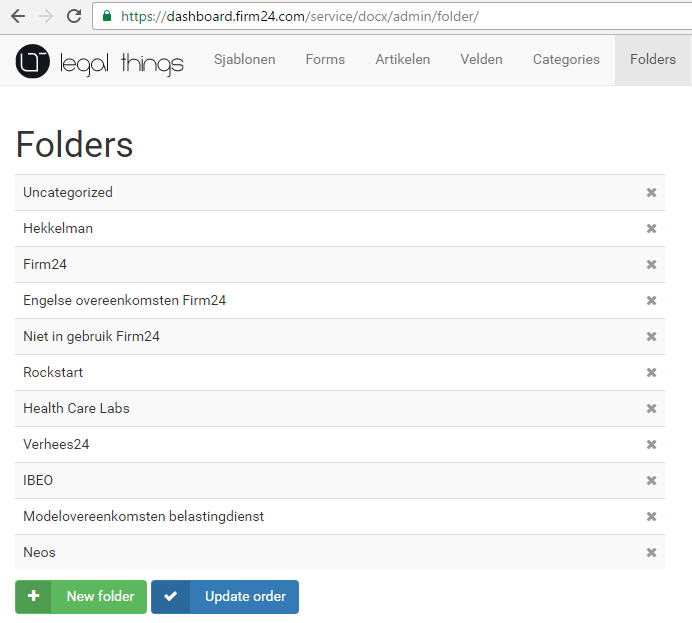 https://dashboard.firm24.com/service/docx/admin/folder/
legal things Sjablonen Forms Artikelen Velden Categories Folders
Folders
Uncategorized
Hekkelman
Firm24
Engelse overeenkomsten Firm24
Niet in gebruik Firm24
Rockstart
Health Care Labs
Verhees24
IBEO
Modelovereenkomsten belastingdienst
Neos
New folder Update order